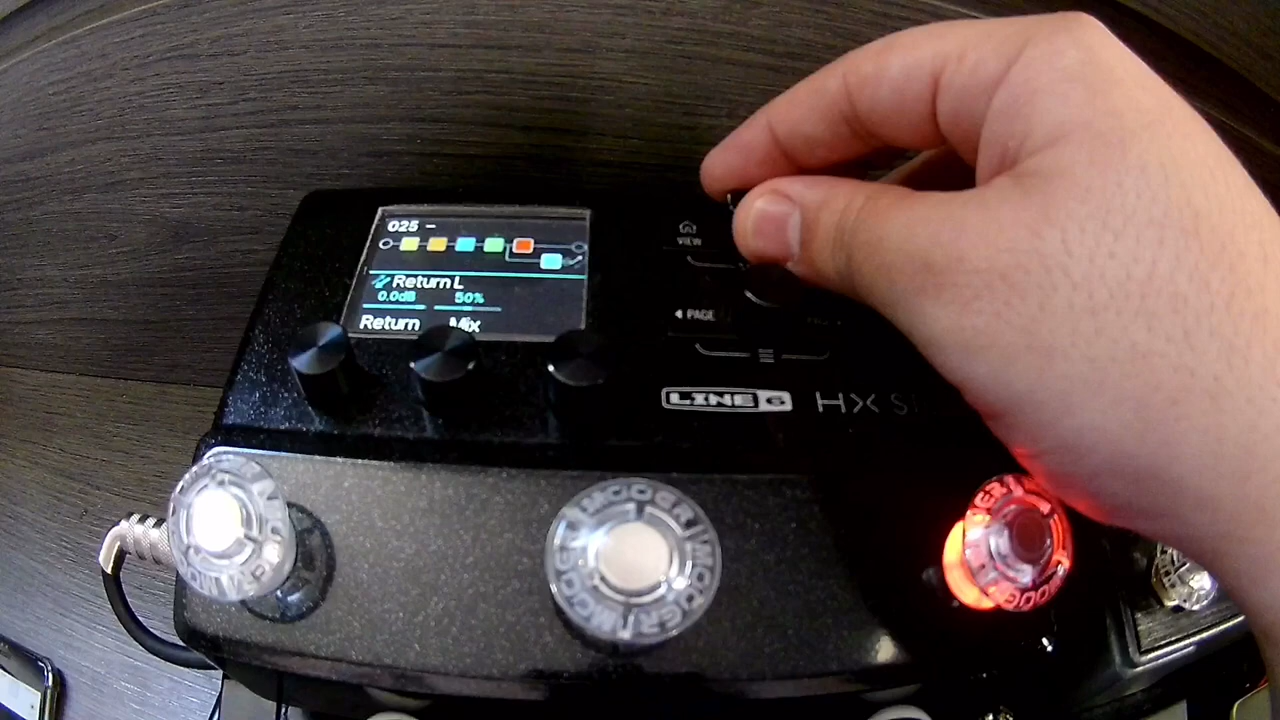 025 –
Return L
0.0dB 50%
Return Mix
VIEW
PAGE
LINE 6 HX
MOOER MOOER MOOER